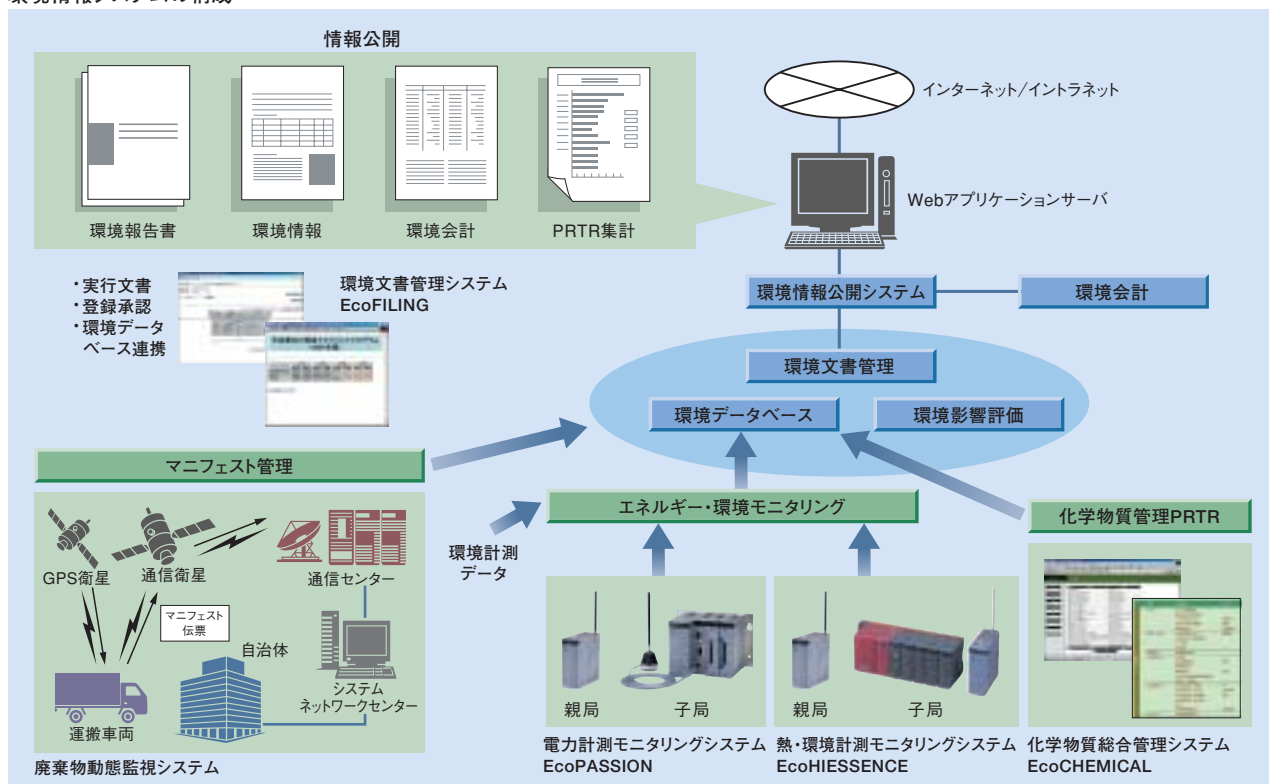 情報公開
環境報告書
環境情報
環境会計
PRTR集計
インターネット/イントラネット
Webアプリケーションサーバ
・実行文書
・登録承認
・環境データ
ベース連携
環境文書管理システム
EcoFILING
環境情報公開システム
環境会計
環境文書管理
環境データベース
環境影響評価
マニフェスト管理
エネルギー・環境モニタリング
化学物質管理PRTR
環境計測
データ
GPS衛星
通信衛星
通信センター
マニフェスト
伝票
自治体
運搬車両
システム
ネットワークセンター
廃棄物動態監視システム
親局
子局
電力計測モニタリングシステム
EcoPASSION
親局
子局
熱・環境計測モニタリングシステム
EcoHIESSENCE
化学物質総合管理システム
EcoCHEMICAL